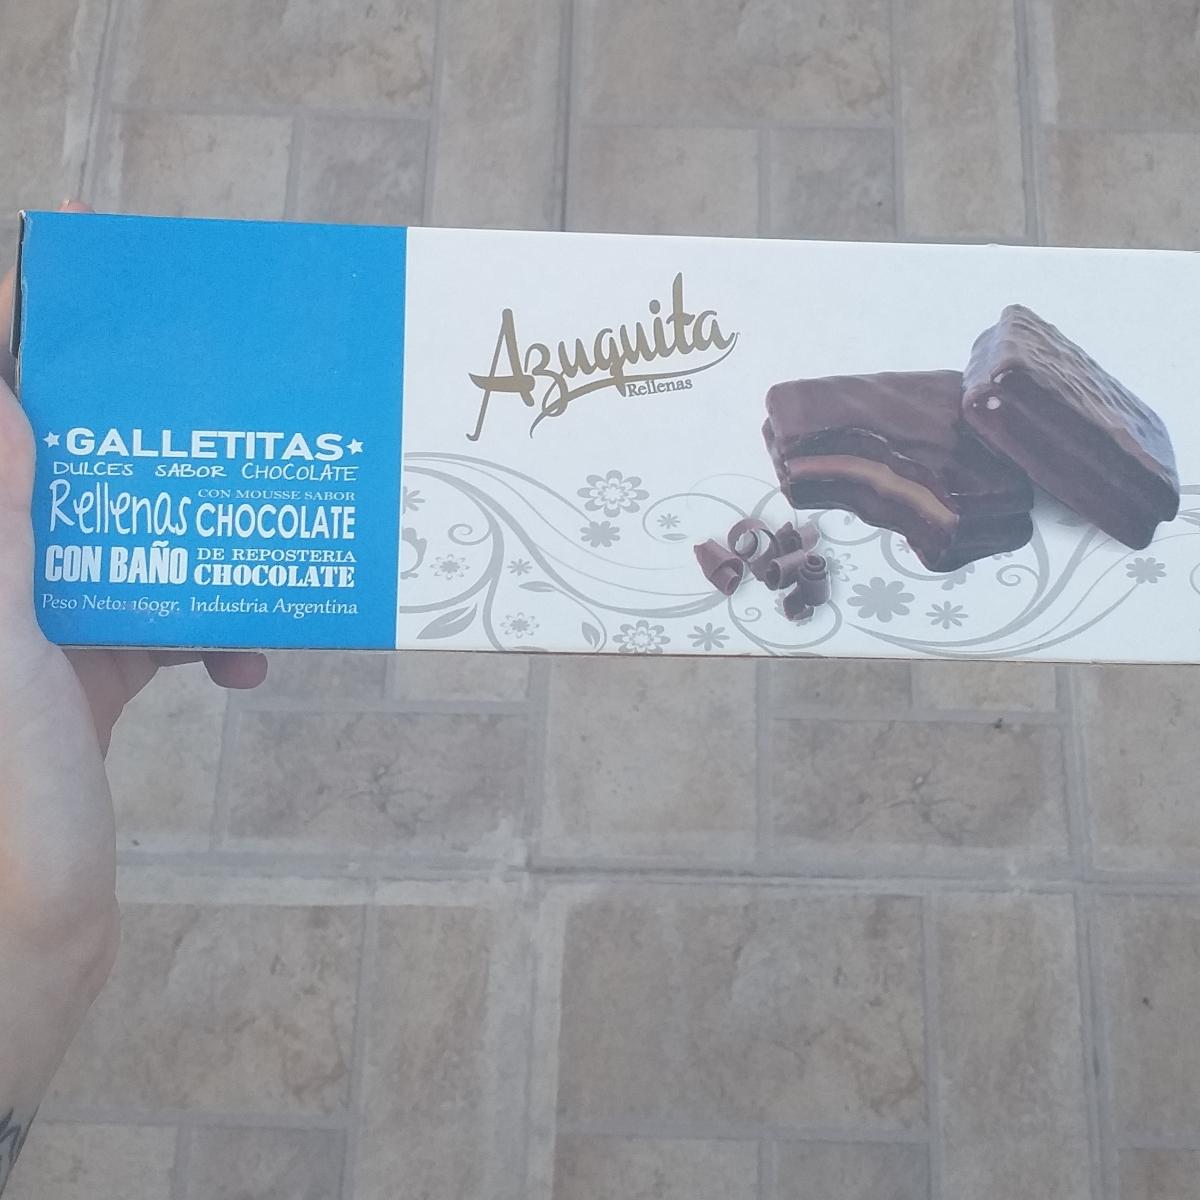 GALLETITAS
DULCES SABOR CHOCOLATE
Rellenas CON MOUSSE SABOR CHOCOLATE
CON BAÑO DE REPOSTERIA CHOCOLATE
Peso Neto: 160gr. Industria Argentina
Azuquita
Rellenas